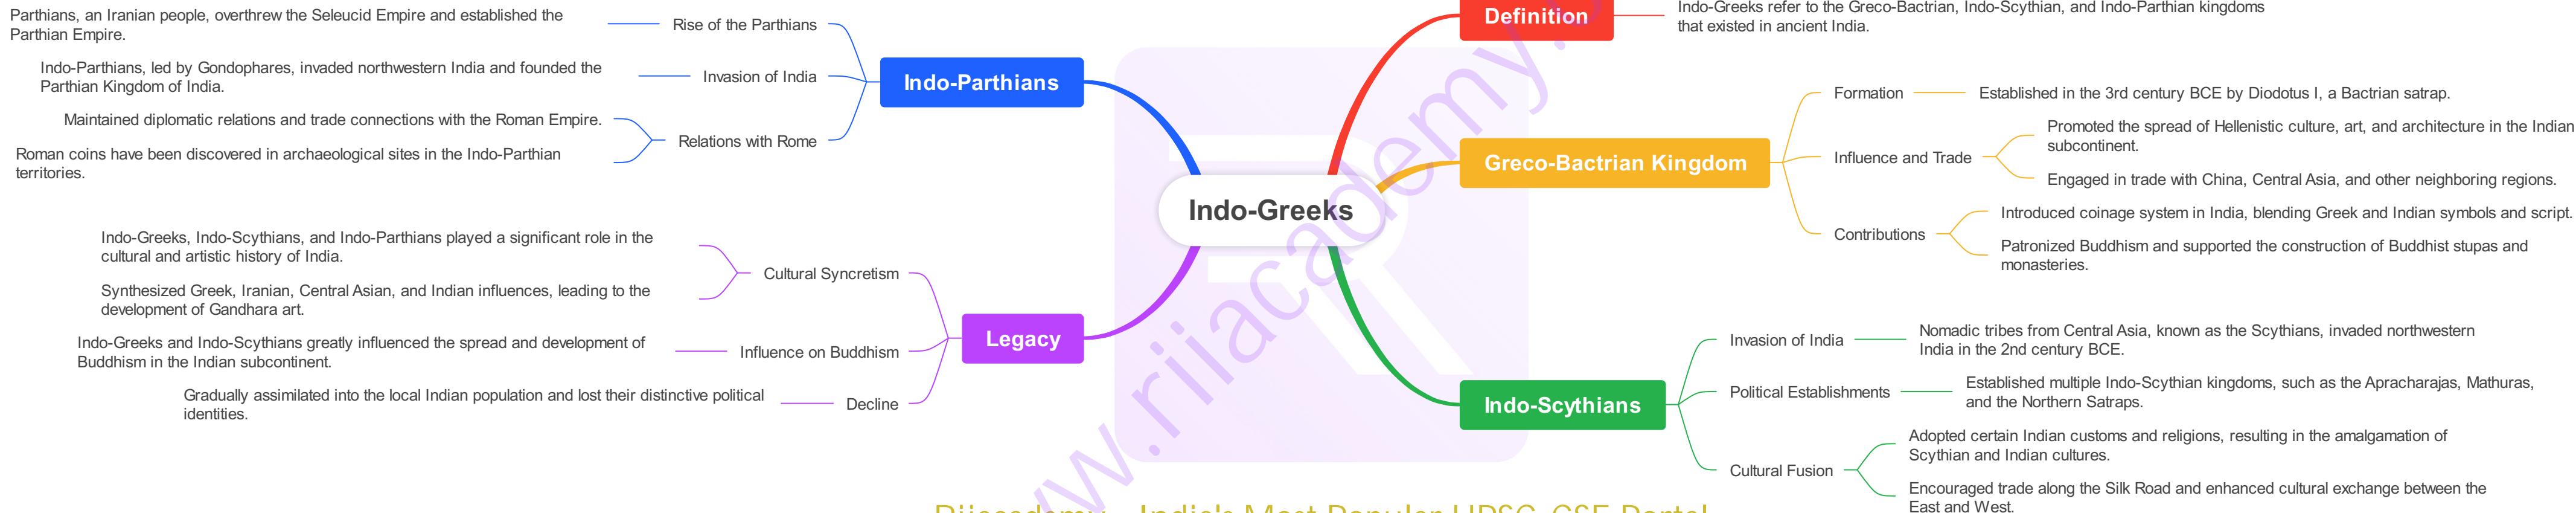 Indo-Greeks
Definition
Indo-Greeks refer to the Greco-Bactrian, Indo-Scythian, and Indo-Parthian kingdoms
that existed in ancient India.
Greco-Bactrian Kingdom
Formation
Established in the 3rd century BCE by Diodotus I, a Bactrian satrap.
Influence and Trade
Promoted the spread of Hellenistic culture, art, and architecture in the Indian
subcontinent.
Engaged in trade with China, Central Asia, and other neighboring regions.
Contributions
Introduced coinage system in India, blending Greek and Indian symbols and script.
Patronized Buddhism and supported the construction of Buddhist stupas and
monasteries.
Indo-Scythians
Invasion of India
Nomadic tribes from Central Asia, known as the Scythians, invaded northwestern
India in the 2nd century BCE.
Political Establishments
Established multiple Indo-Scythian kingdoms, such as the Apracharajas, Mathuras,
and the Northern Satraps.
Cultural Fusion
Adopted certain Indian customs and religions, resulting in the amalgamation of
Scythian and Indian cultures.
Encouraged trade along the Silk Road and enhanced cultural exchange between the
East and West.
Indo-Parthians
Rise of the Parthians
Parthians, an Iranian people, overthrew the Seleucid Empire and established the
Parthian Empire.
Invasion of India
Indo-Parthians, led by Gondophares, invaded northwestern India and founded the
Parthian Kingdom of India.
Relations with Rome
Maintained diplomatic relations and trade connections with the Roman Empire.
Roman coins have been discovered in archaeological sites in the Indo-Parthian
territories.
Legacy
Cultural Syncretism
Indo-Greeks, Indo-Scythians, and Indo-Parthians played a significant role in the
cultural and artistic history of India.
Synthesized Greek, Iranian, Central Asian, and Indian influences, leading to the
development of Gandhara art.
Influence on Buddhism
Indo-Greeks and Indo-Scythians greatly influenced the spread and development of
Buddhism in the Indian subcontinent.
Decline
Gradually assimilated into the local Indian population and lost their distinctive political
identities.
India's Most Popular UPSC-CSE Portal